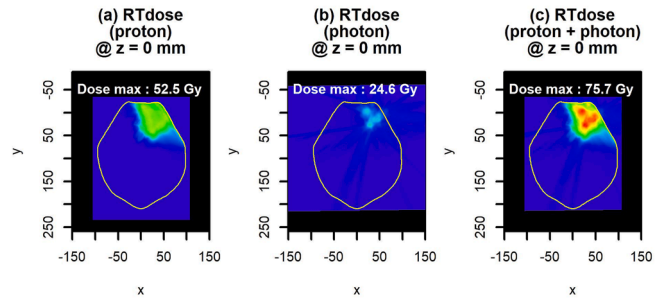 (a) RTdose
(proton)
@ z = 0 mm
Dose max : 52.5 Gy
-50
50
150
250
y
-150
-50
50
150
x
(b) RTdose
(photon)
@ z = 0 mm
Dose max : 24.6 Gy
-50
50
150
250
y
-150
-50
50
150
x
(c) RTdose
(proton + photon)
@ z = 0 mm
Dose max : 75.7 Gy
-50
50
150
250
y
-150
-50
50
150
x